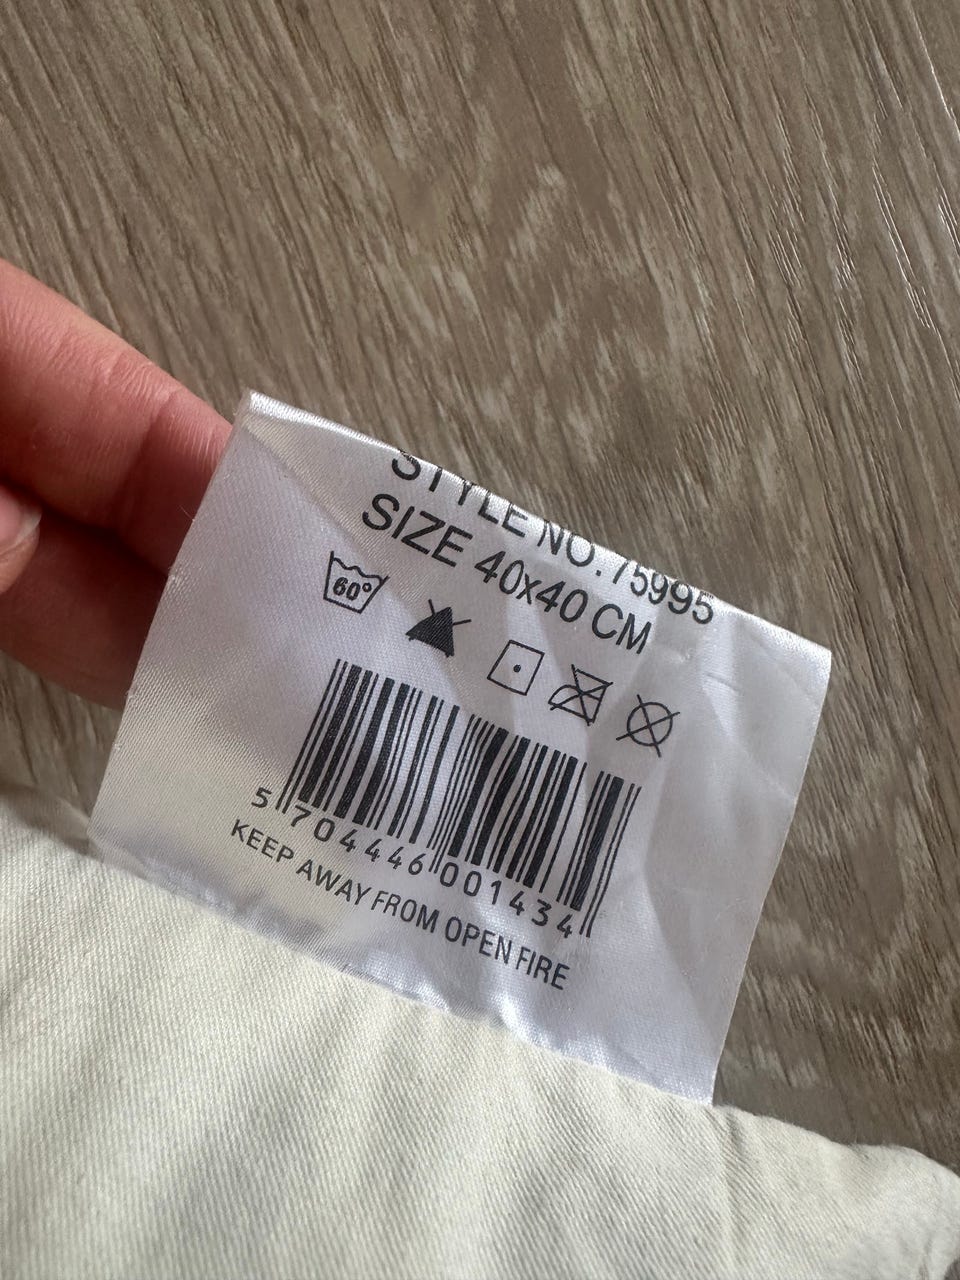 STYLE NO. 75995
SIZE 40x40 CM
60°
5 704446 001434
KEEP AWAY FROM OPEN FIRE